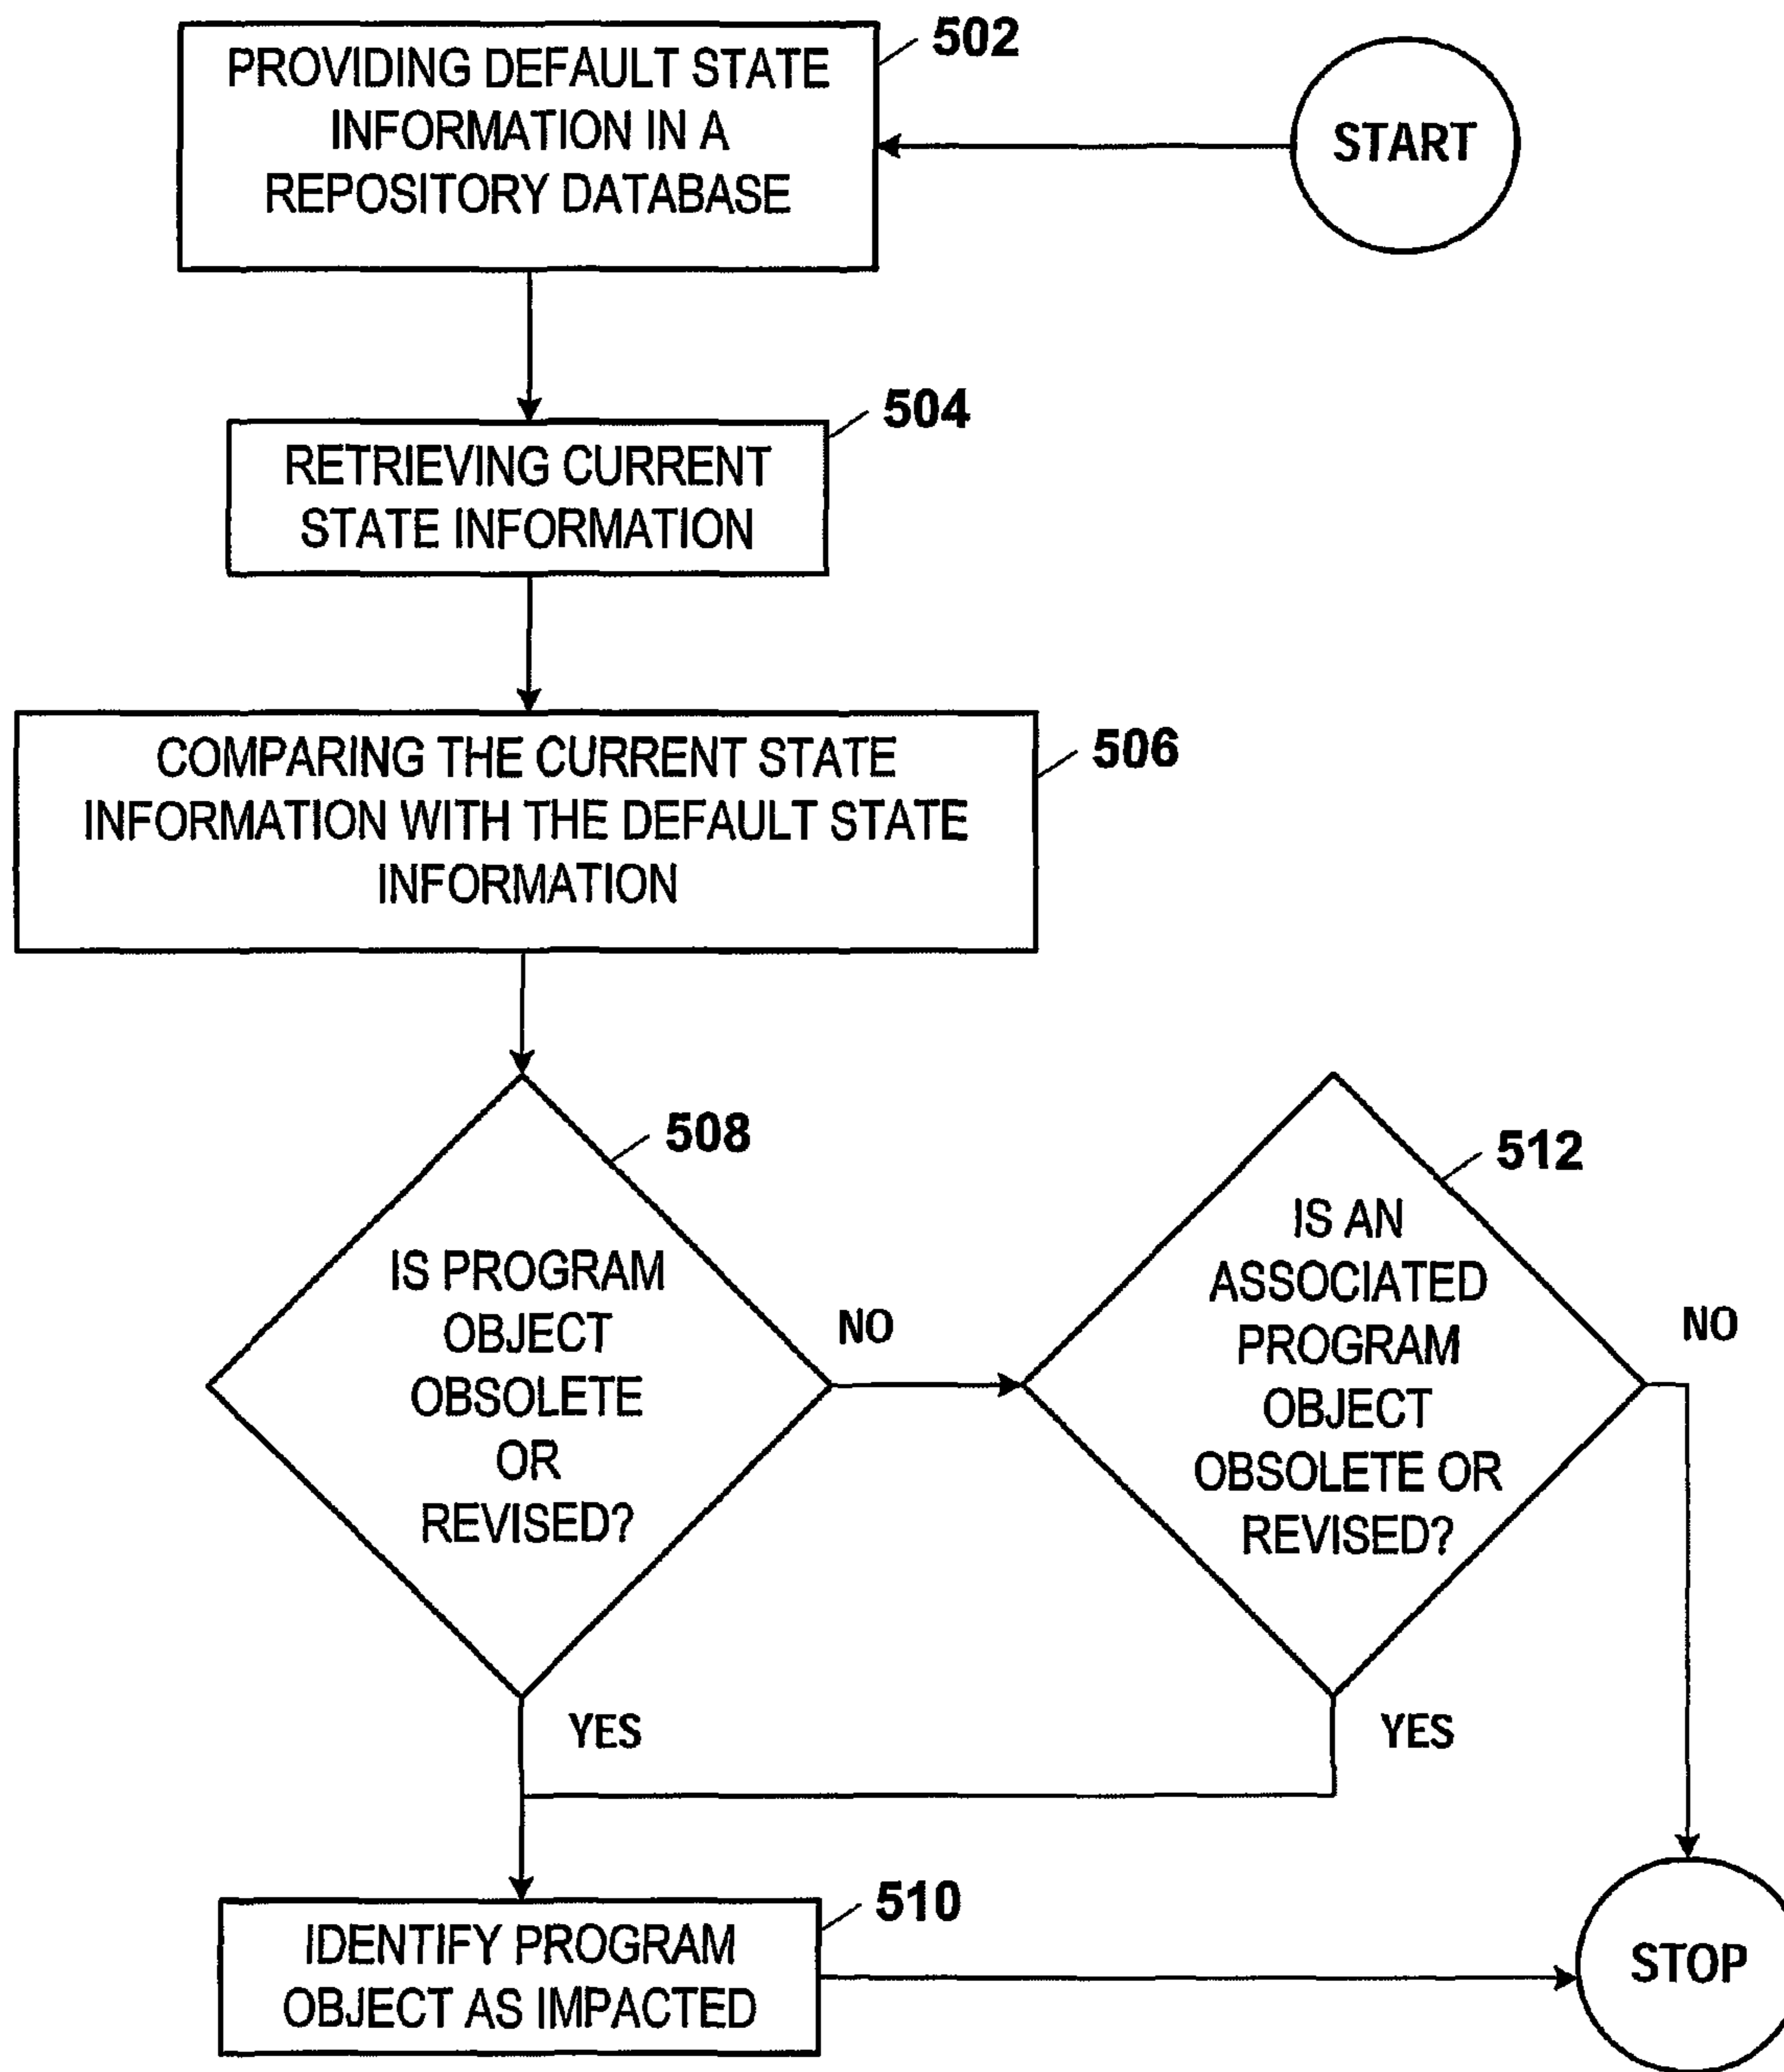 PROVIDING DEFAULT STATE
INFORMATION IN A
REPOSITORY DATABASE
502
START
504
RETRIEVING CURRENT
STATE INFORMATION
506
COMPARING THE CURRENT STATE
INFORMATION WITH THE DEFAULT STATE
INFORMATION
508
IS PROGRAM
OBJECT
OBSOLETE
OR
REVISED?
NO
YES
512
IS AN
ASSOCIATED
PROGRAM
OBJECT
OBSOLETE OR
REVISED?
NO
YES
510
IDENTIFY PROGRAM
OBJECT AS IMPACTED
STOP